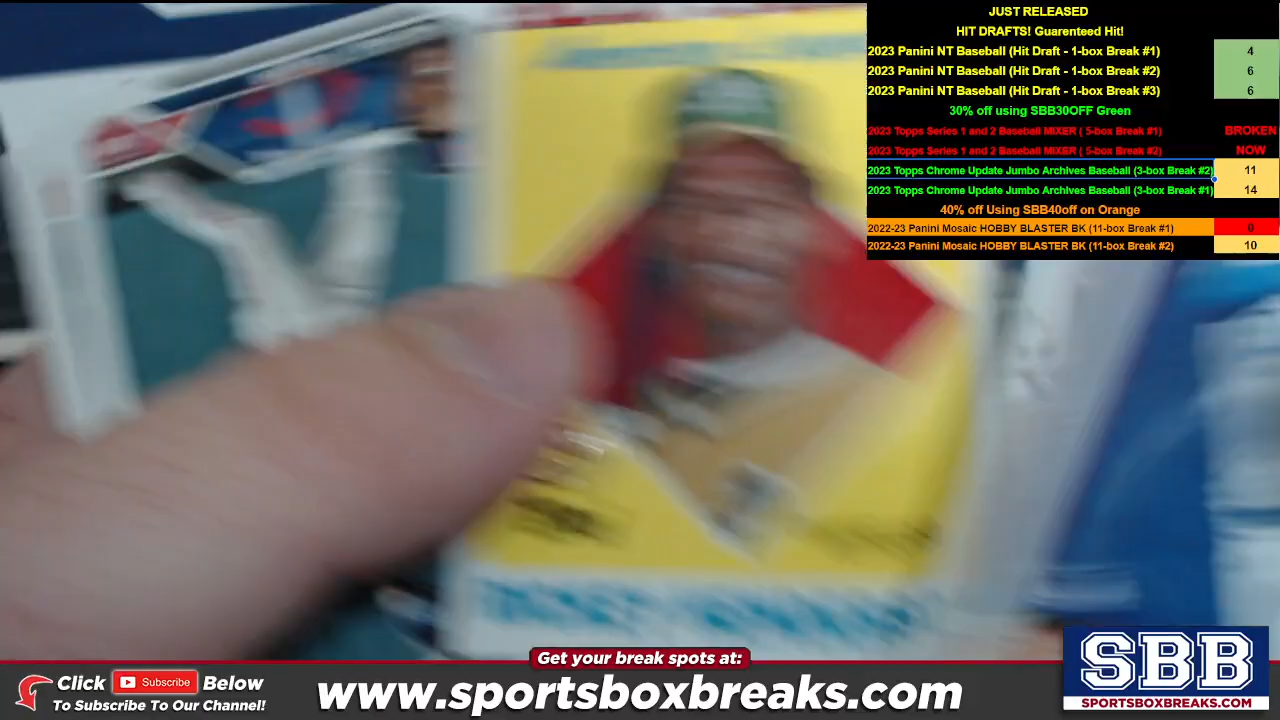 JUST RELEASED
HIT DRAFTS! Guarenteed Hit!
2023 Panini NT Baseball (Hit Draft - 1-box Break #1) 4
2023 Panini NT Baseball (Hit Draft - 1-box Break #2) 6
2023 Panini NT Baseball (Hit Draft - 1-box Break #3) 6
30% off using SBB30OFF Green
2023 Topps Series 1 and 2 Baseball MIXER ( 5-box Break #1) BROKEN
2023 Topps Series 1 and 2 Baseball MIXER ( 5-box Break #2) NOW
2023 Topps Chrome Update Jumbo Archives Baseball (3-box Break #2) 11
2023 Topps Chrome Update Jumbo Archives Baseball (3-box Break #1) 14
40% off Using SBB40off on Orange
2022-23 Panini Mosaic HOBBY BLASTER BK (11-box Break #1) 0
2022-23 Panini Mosaic HOBBY BLASTER BK (11-box Break #2) 10
Get your break spots at:
Click Subscribe Below
To Subscribe To Our Channel!
www.sportsboxbreaks.com
SBB
SPORTSBOXBREAKS.COM